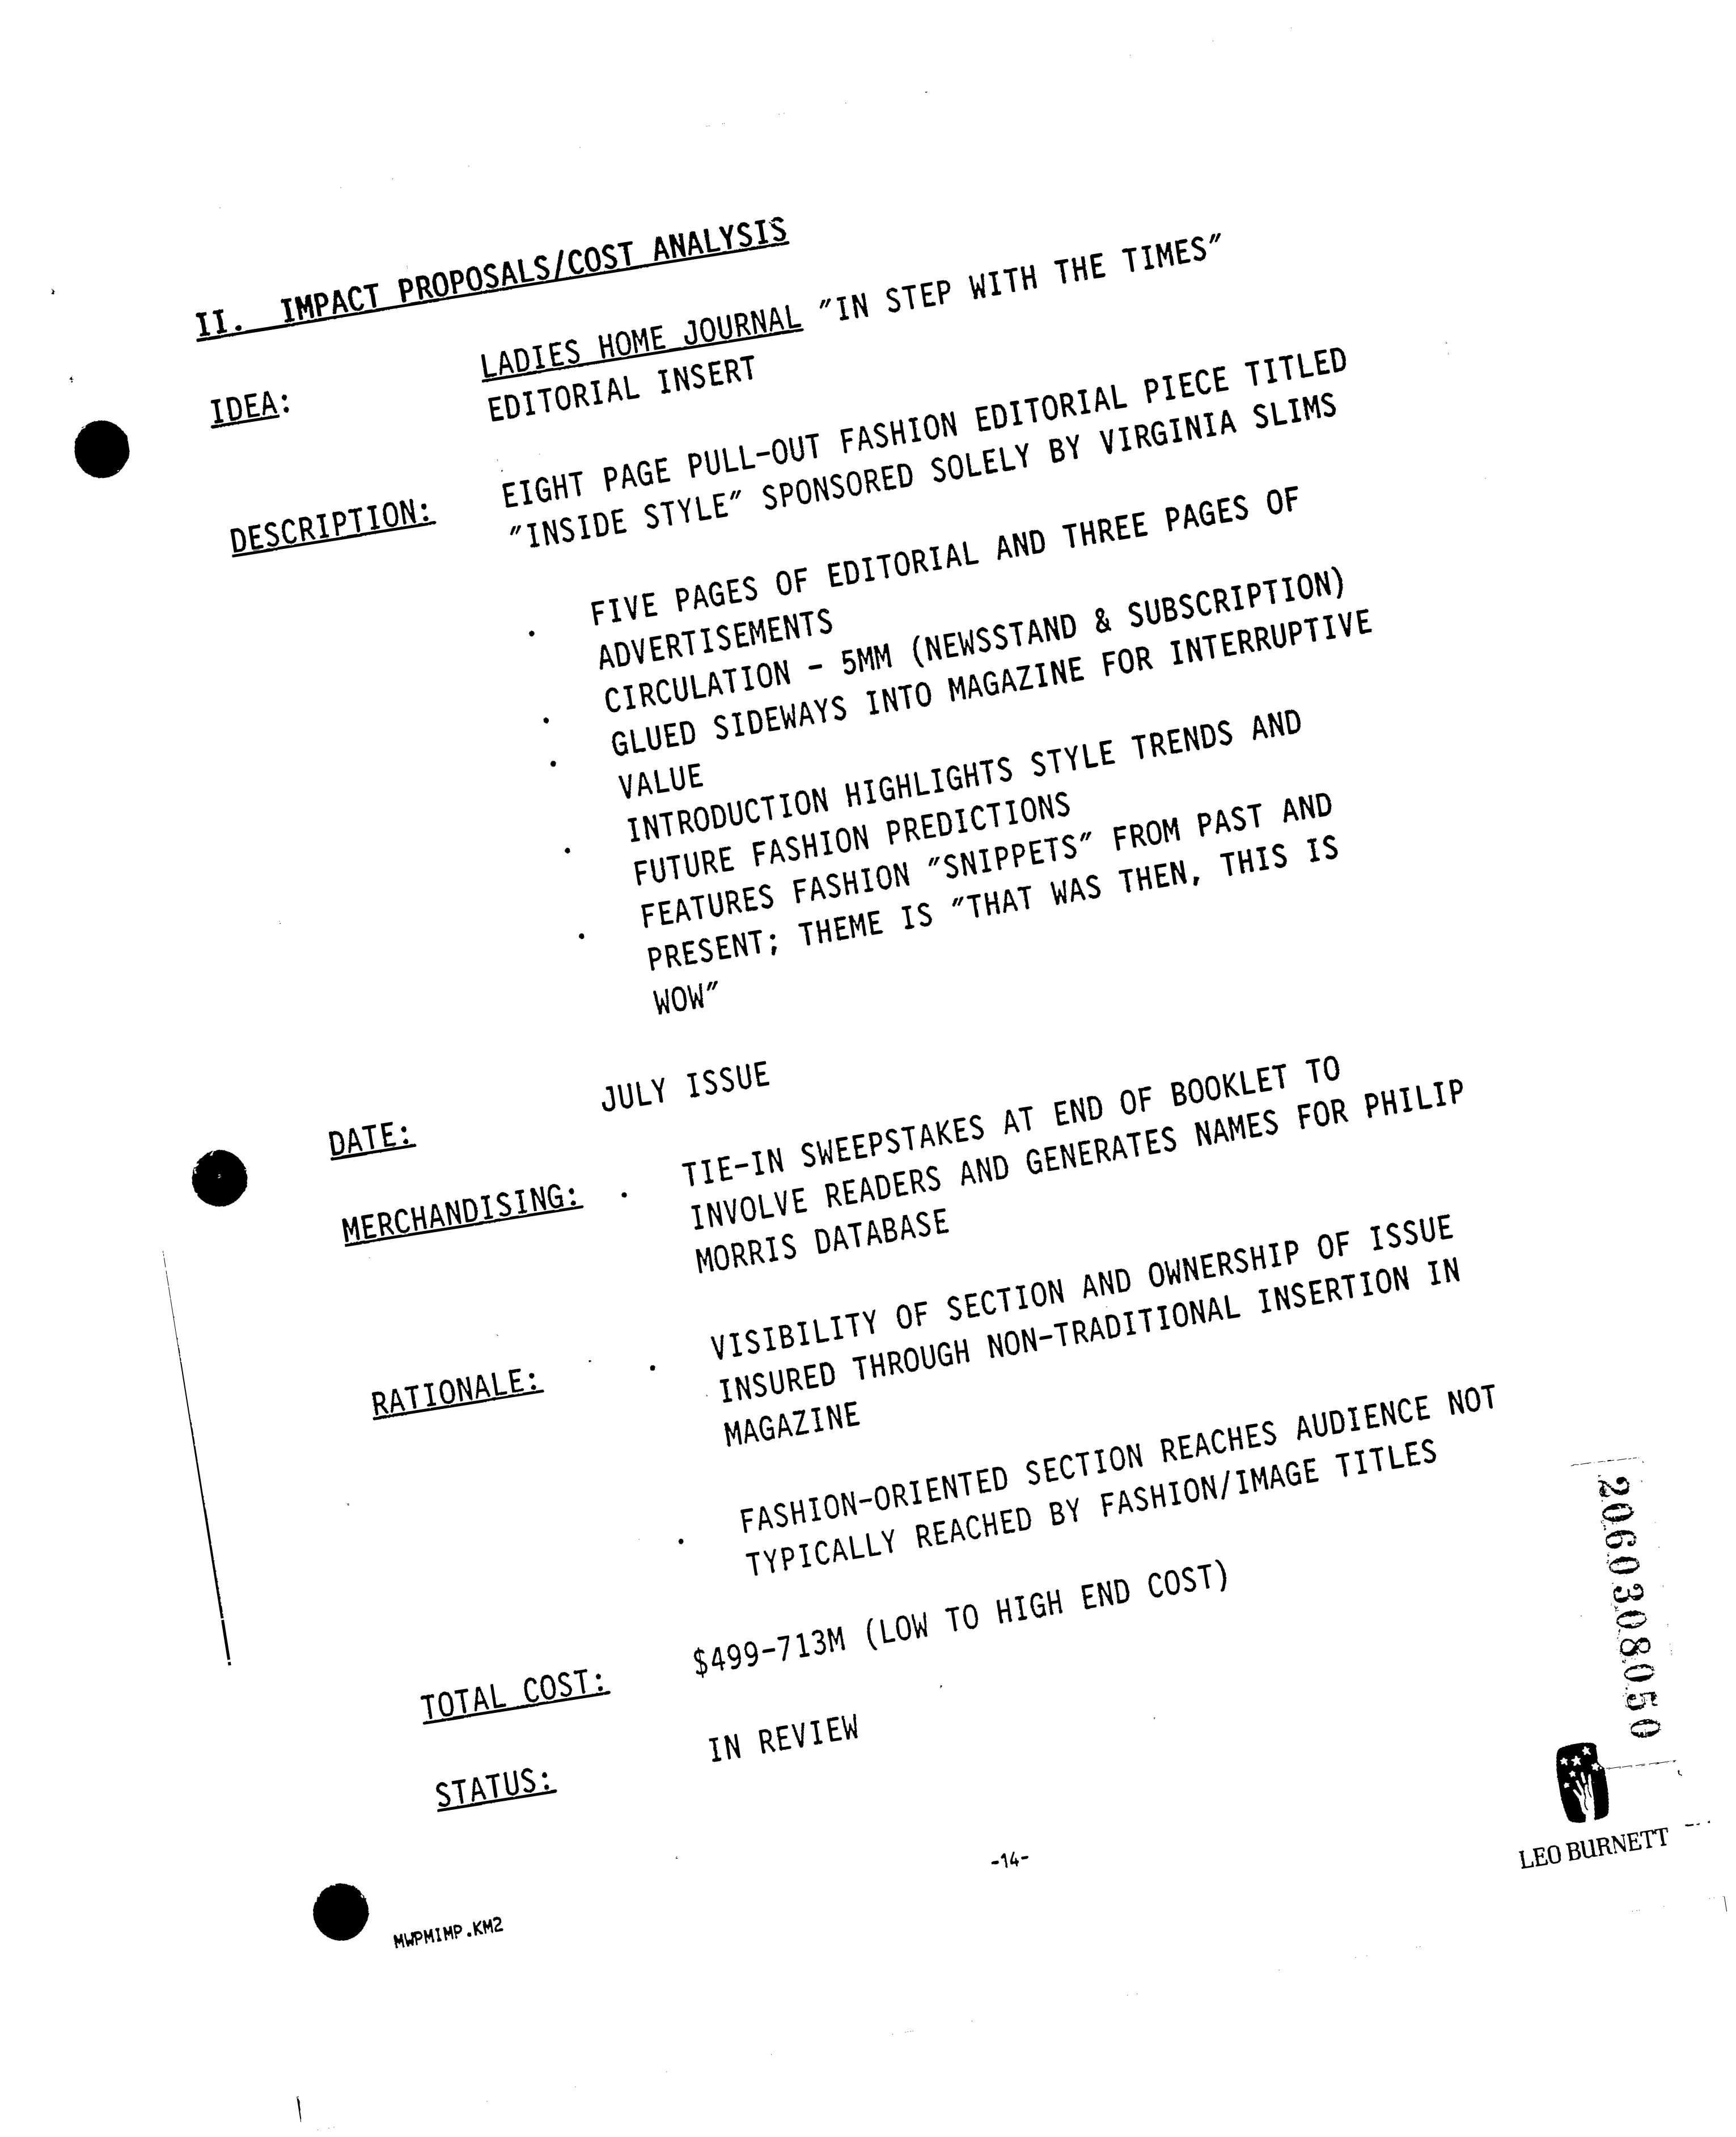 II. IMPACT PROPOSALS/COST ANALYSIS
IDEA: LADIES HOME JOURNAL "IN STEP WITH THE TIMES"
EDITORIAL INSERT
DESCRIPTION: EIGHT PAGE PULL-OUT FASHION EDITORIAL PIECE TITLED
"INSIDE STYLE" SPONSORED SOLELY BY VIRGINIA SLIMS
. FIVE PAGES OF EDITORIAL AND THREE PAGES OF
ADVERTISEMENTS
. CIRCULATION - 5MM (NEWSSTAND & SUBSCRIPTION)
. GLUED SIDEWAYS INTO MAGAZINE FOR INTERRUPTIVE
VALUE
. INTRODUCTION HIGHLIGHTS STYLE TRENDS AND
FUTURE FASHION PREDICTIONS
. FEATURES FASHION "SNIPPETS" FROM PAST AND
PRESENT; THEME IS "THAT WAS THEN, THIS IS
WOW"
DATE: JULY ISSUE
MERCHANDISING: . TIE-IN SWEEPSTAKES AT END OF BOOKLET TO
INVOLVE READERS AND GENERATES NAMES FOR PHILIP
MORRIS DATABASE
RATIONALE: . VISIBILITY OF SECTION AND OWNERSHIP OF ISSUE
INSURED THROUGH NON-TRADITIONAL INSERTION IN
MAGAZINE
. FASHION-ORIENTED SECTION REACHES AUDIENCE NOT
TYPICALLY REACHED BY FASHION/IMAGE TITLES
TOTAL COST: $499-713M (LOW TO HIGH END COST)
STATUS: IN REVIEW
2060308050
LEO BURNETT
-14-
MWPMIMP.KM2